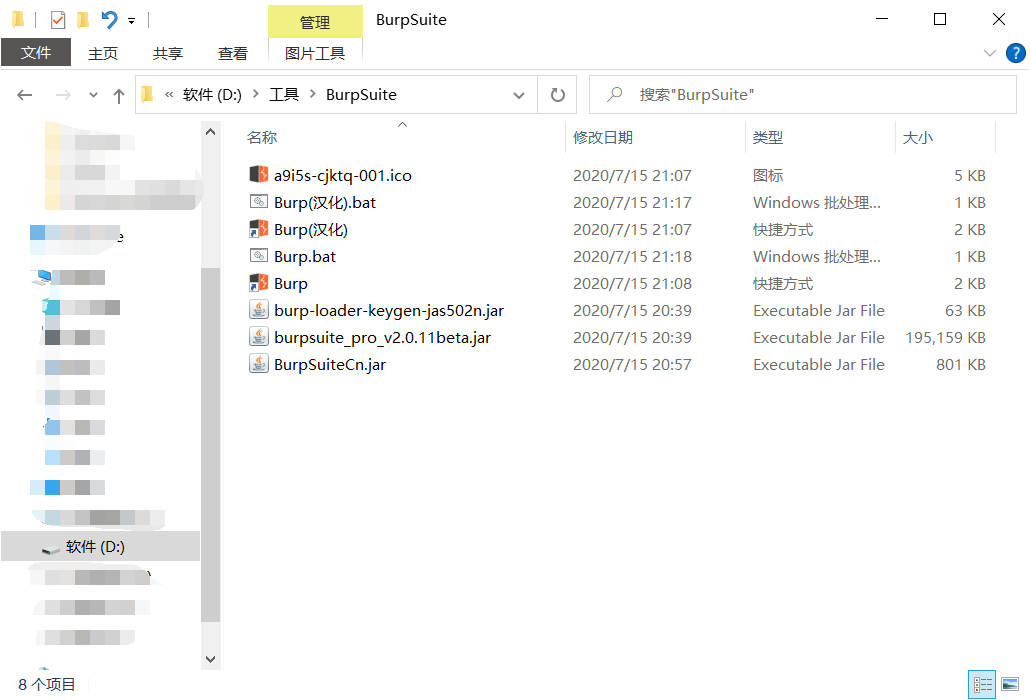 管理
BurpSuite
文件
主页
共享
查看
图片工具
?
« 软件 (D:) > 工具 > BurpSuite
搜索"BurpSuite"
名称 修改日期 类型 大小
a9i5s-cjktq-001.ico 2020/7/15 21:07 图标 5 KB
Burp(汉化).bat 2020/7/15 21:17 Windows 批处理... 1 KB
Burp(汉化) 2020/7/15 21:07 快捷方式 2 KB
Burp.bat 2020/7/15 21:18 Windows 批处理... 1 KB
Burp 2020/7/15 21:08 快捷方式 2 KB
burp-loader-keygen-jas502n.jar 2020/7/15 20:39 Executable Jar File 63 KB
burpsuite_pro_v2.0.11beta.jar 2020/7/15 20:39 Executable Jar File 195,159 KB
BurpSuiteCn.jar 2020/7/15 20:57 Executable Jar File 801 KB
软件 (D:)
8 个项目